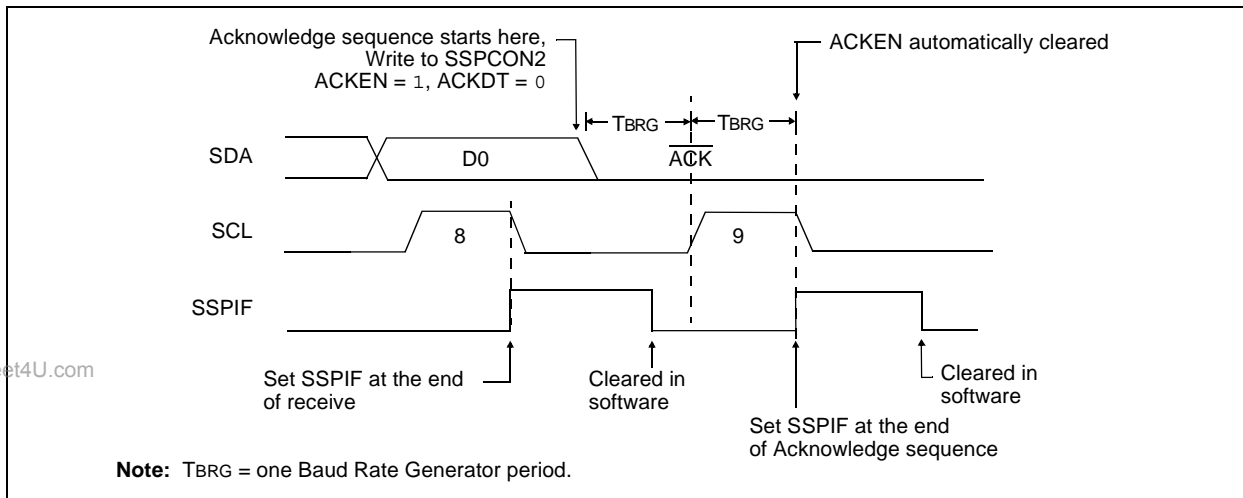 Acknowledge sequence starts here,
Write to SSPCON2
ACKEN = 1, ACKDT = 0
ACKEN automatically cleared
TBRG
TBRG
SDA
D0
ACK
SCL
8
9
SSPIF
et4U.com
Set SSPIF at the end
of receive
Cleared in
software
Cleared in
software
Set SSPIF at the end
of Acknowledge sequence
Note: TBRG = one Baud Rate Generator period.